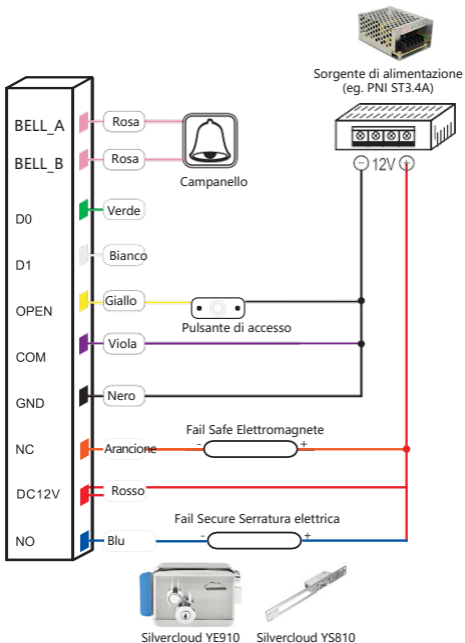 Sorgente di alimentazione
(eg. PNI ST3.4A)
BELL_A
Rosa
BELL_B
Rosa
Campanello
- 12V +
D0
Verde
D1
Bianco
OPEN
Giallo
Pulsante di accesso
COM
Viola
GND
Nero
Fail Safe Elettromagnete
NC
Arancione
- +
DC12V
Rosso
Fail Secure Serratura elettrica
NO
Blu
- +
Silvercloud YE910
Silvercloud YS810